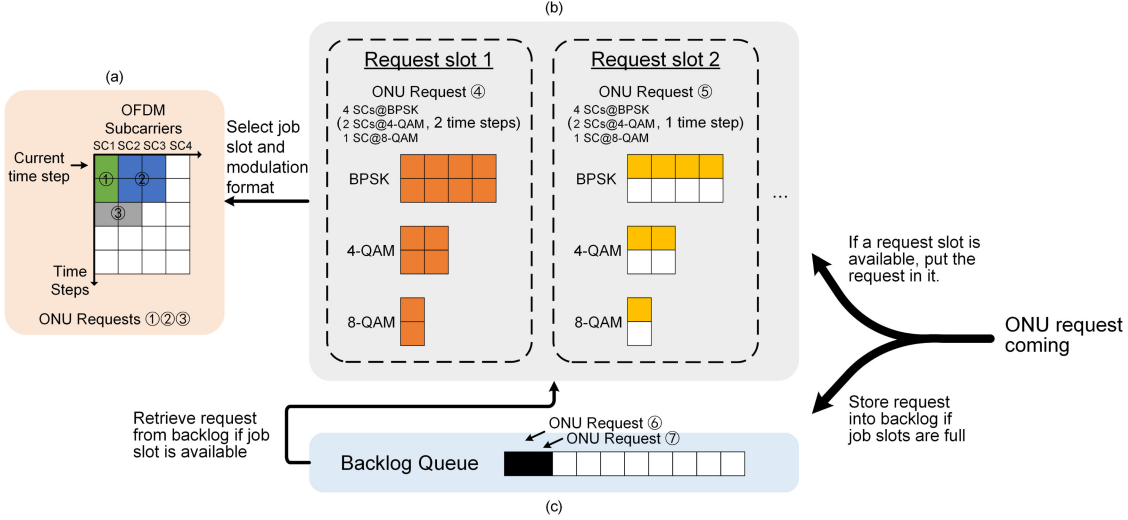 (a)
OFDM
Subcarriers
SC1 SC2 SC3 SC4
Current
time step
①
②
③
Time
Steps
ONU Requests ①②③
Select job
slot and
modulation
format
(b)
Request slot 1
ONU Request ④
4 SCs@BPSK
(2 SCs@4-QAM, 2 time steps)
1 SC@8-QAM
BPSK
4-QAM
8-QAM
Request slot 2
ONU Request ⑤
4 SCs@BPSK
(2 SCs@4-QAM, 1 time step)
1 SC@8-QAM
BPSK
4-QAM
8-QAM
...
If a request slot is
available, put the
request in it.
ONU request
coming
Store request
into backlog if
job slots are full
Retrieve request
from backlog if job
slot is available
ONU Request ⑥
ONU Request ⑦
Backlog Queue
(c)